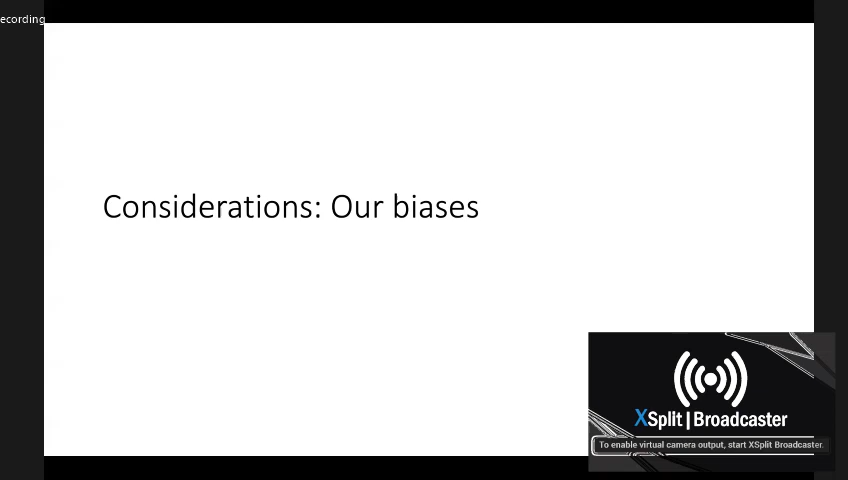 ecording
Considerations: Our biases
XSplit | Broadcaster
To enable virtual camera output, start XSplit Broadcaster.